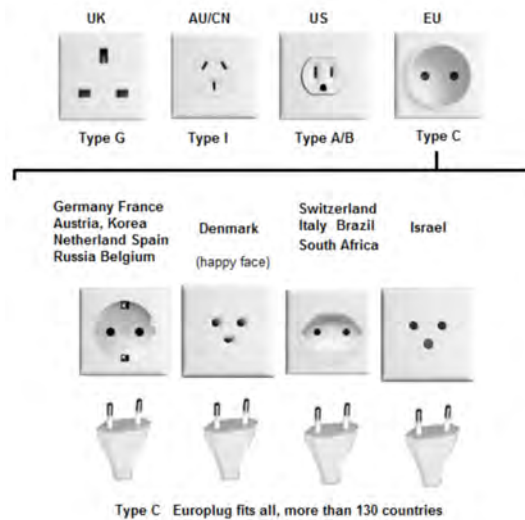 UK AU/CN US EU
Type G Type I Type A/B Type C
Germany France
Austria, Korea
Netherland Spain
Russia Belgium
Denmark
(happy face)
Switzerland
Italy Brazil
South Africa
Israel
Type C Europlug fits all, more than 130 countries